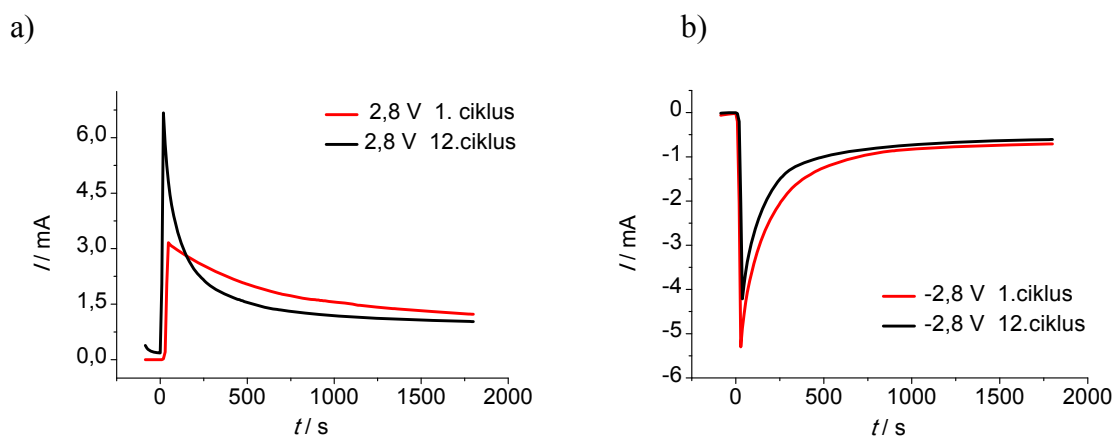 a)
2,8 V 1. ciklus
2,8 V 12.ciklus
6,0
4,5
3,0
1,5
0,0
I / mA
0 500 1000 1500 2000
t / s
b)
0
-1
-2
-3
-4
-5
-6
I / mA
-2,8 V 1.ciklus
-2,8 V 12.ciklus
0 500 1000 1500 2000
t / s